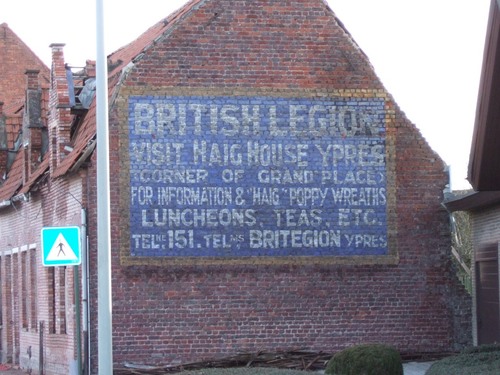 BRITISH LEGION
VISIT HAIG HOUSE YPRES
(CORNER OF GRAND PLACE)
FOR INFORMATION & "HAIG" POPPY WREATHS
LUNCHEONS, TEAS, ETC.
TELNE 151. TELMS BRITEGION YPRES